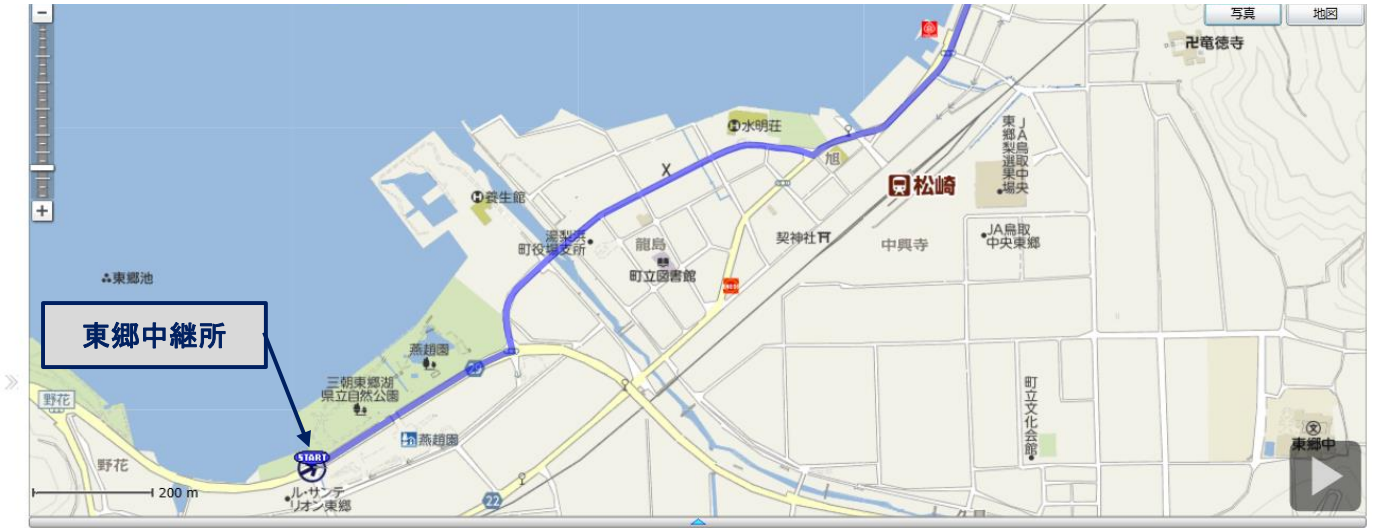 写真
地図
卍竜徳寺
水明荘
旭
X
JA鳥取中央
東郷梨選果場
松崎
養生館
湯梨浜
町役場支所
龍島
契神社
中興寺
JA鳥取
中央東郷
町立図書館
東郷池
東郷中継所
燕趙園
29
三朝東郷湖
県立自然公園
町立文化会館
野花
燕趙園
文
東郷中
START
野花
200 m
ル・サンテ
リオン東郷
22